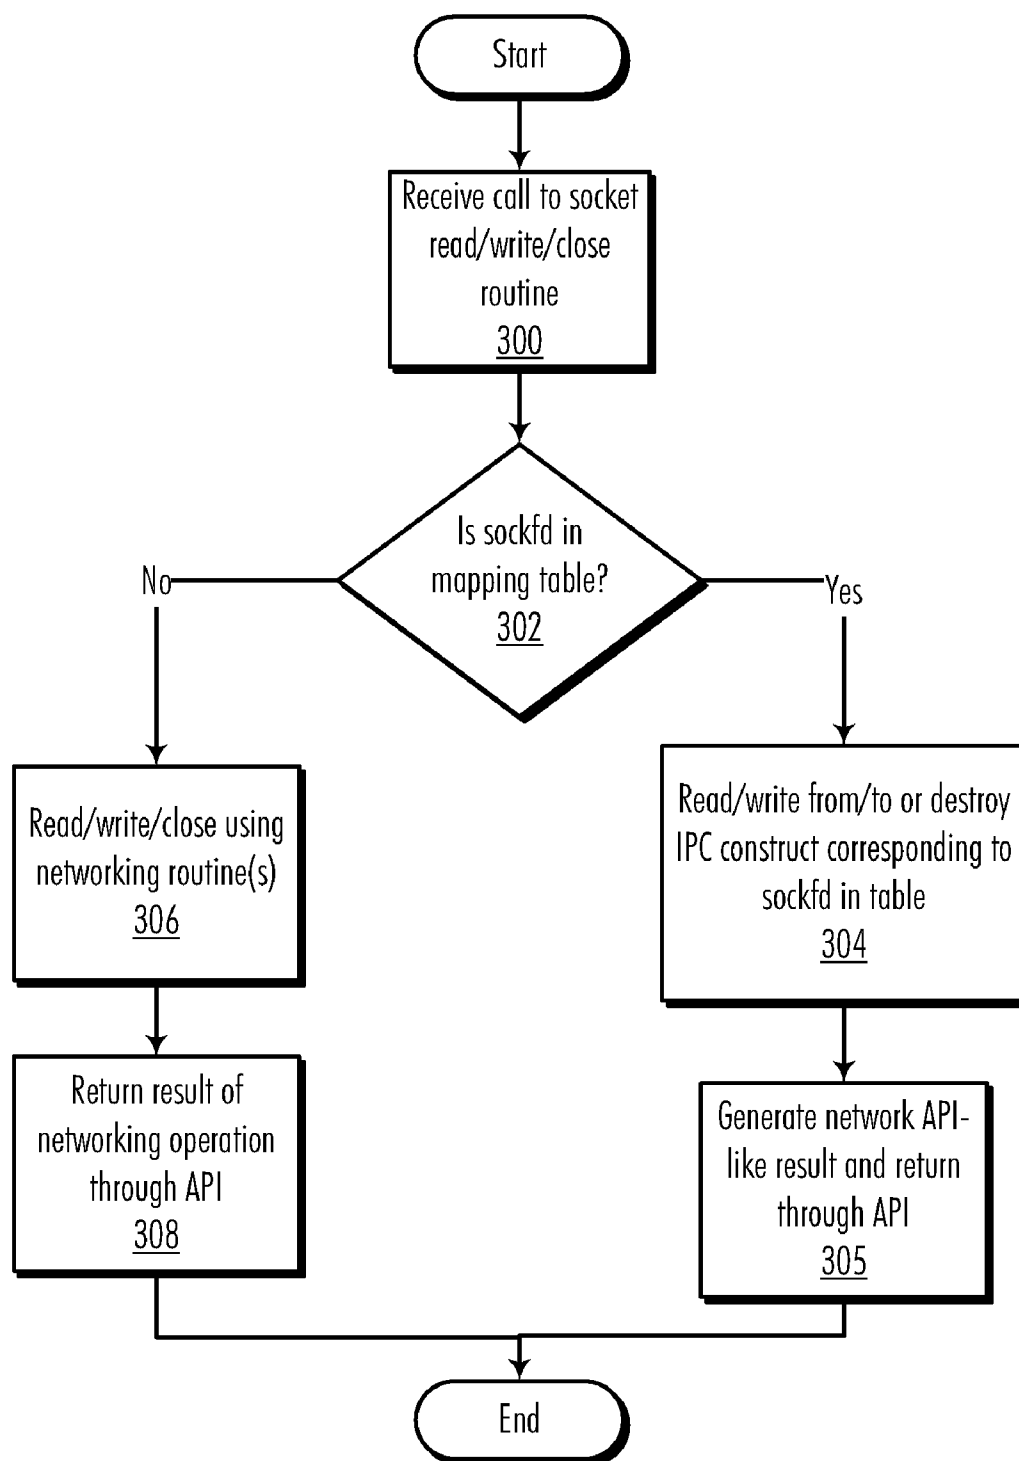 Start
Receive call to socket
read/write/close
routine
300
Is sockfd in
mapping table?
302
No
Yes
Read/write/close using
networking routine(s)
306
Read/write from/to or destroy
IPC construct corresponding to
sockfd in table
304
Return result of
networking operation
through API
308
Generate network API-
like result and return
through API
305
End